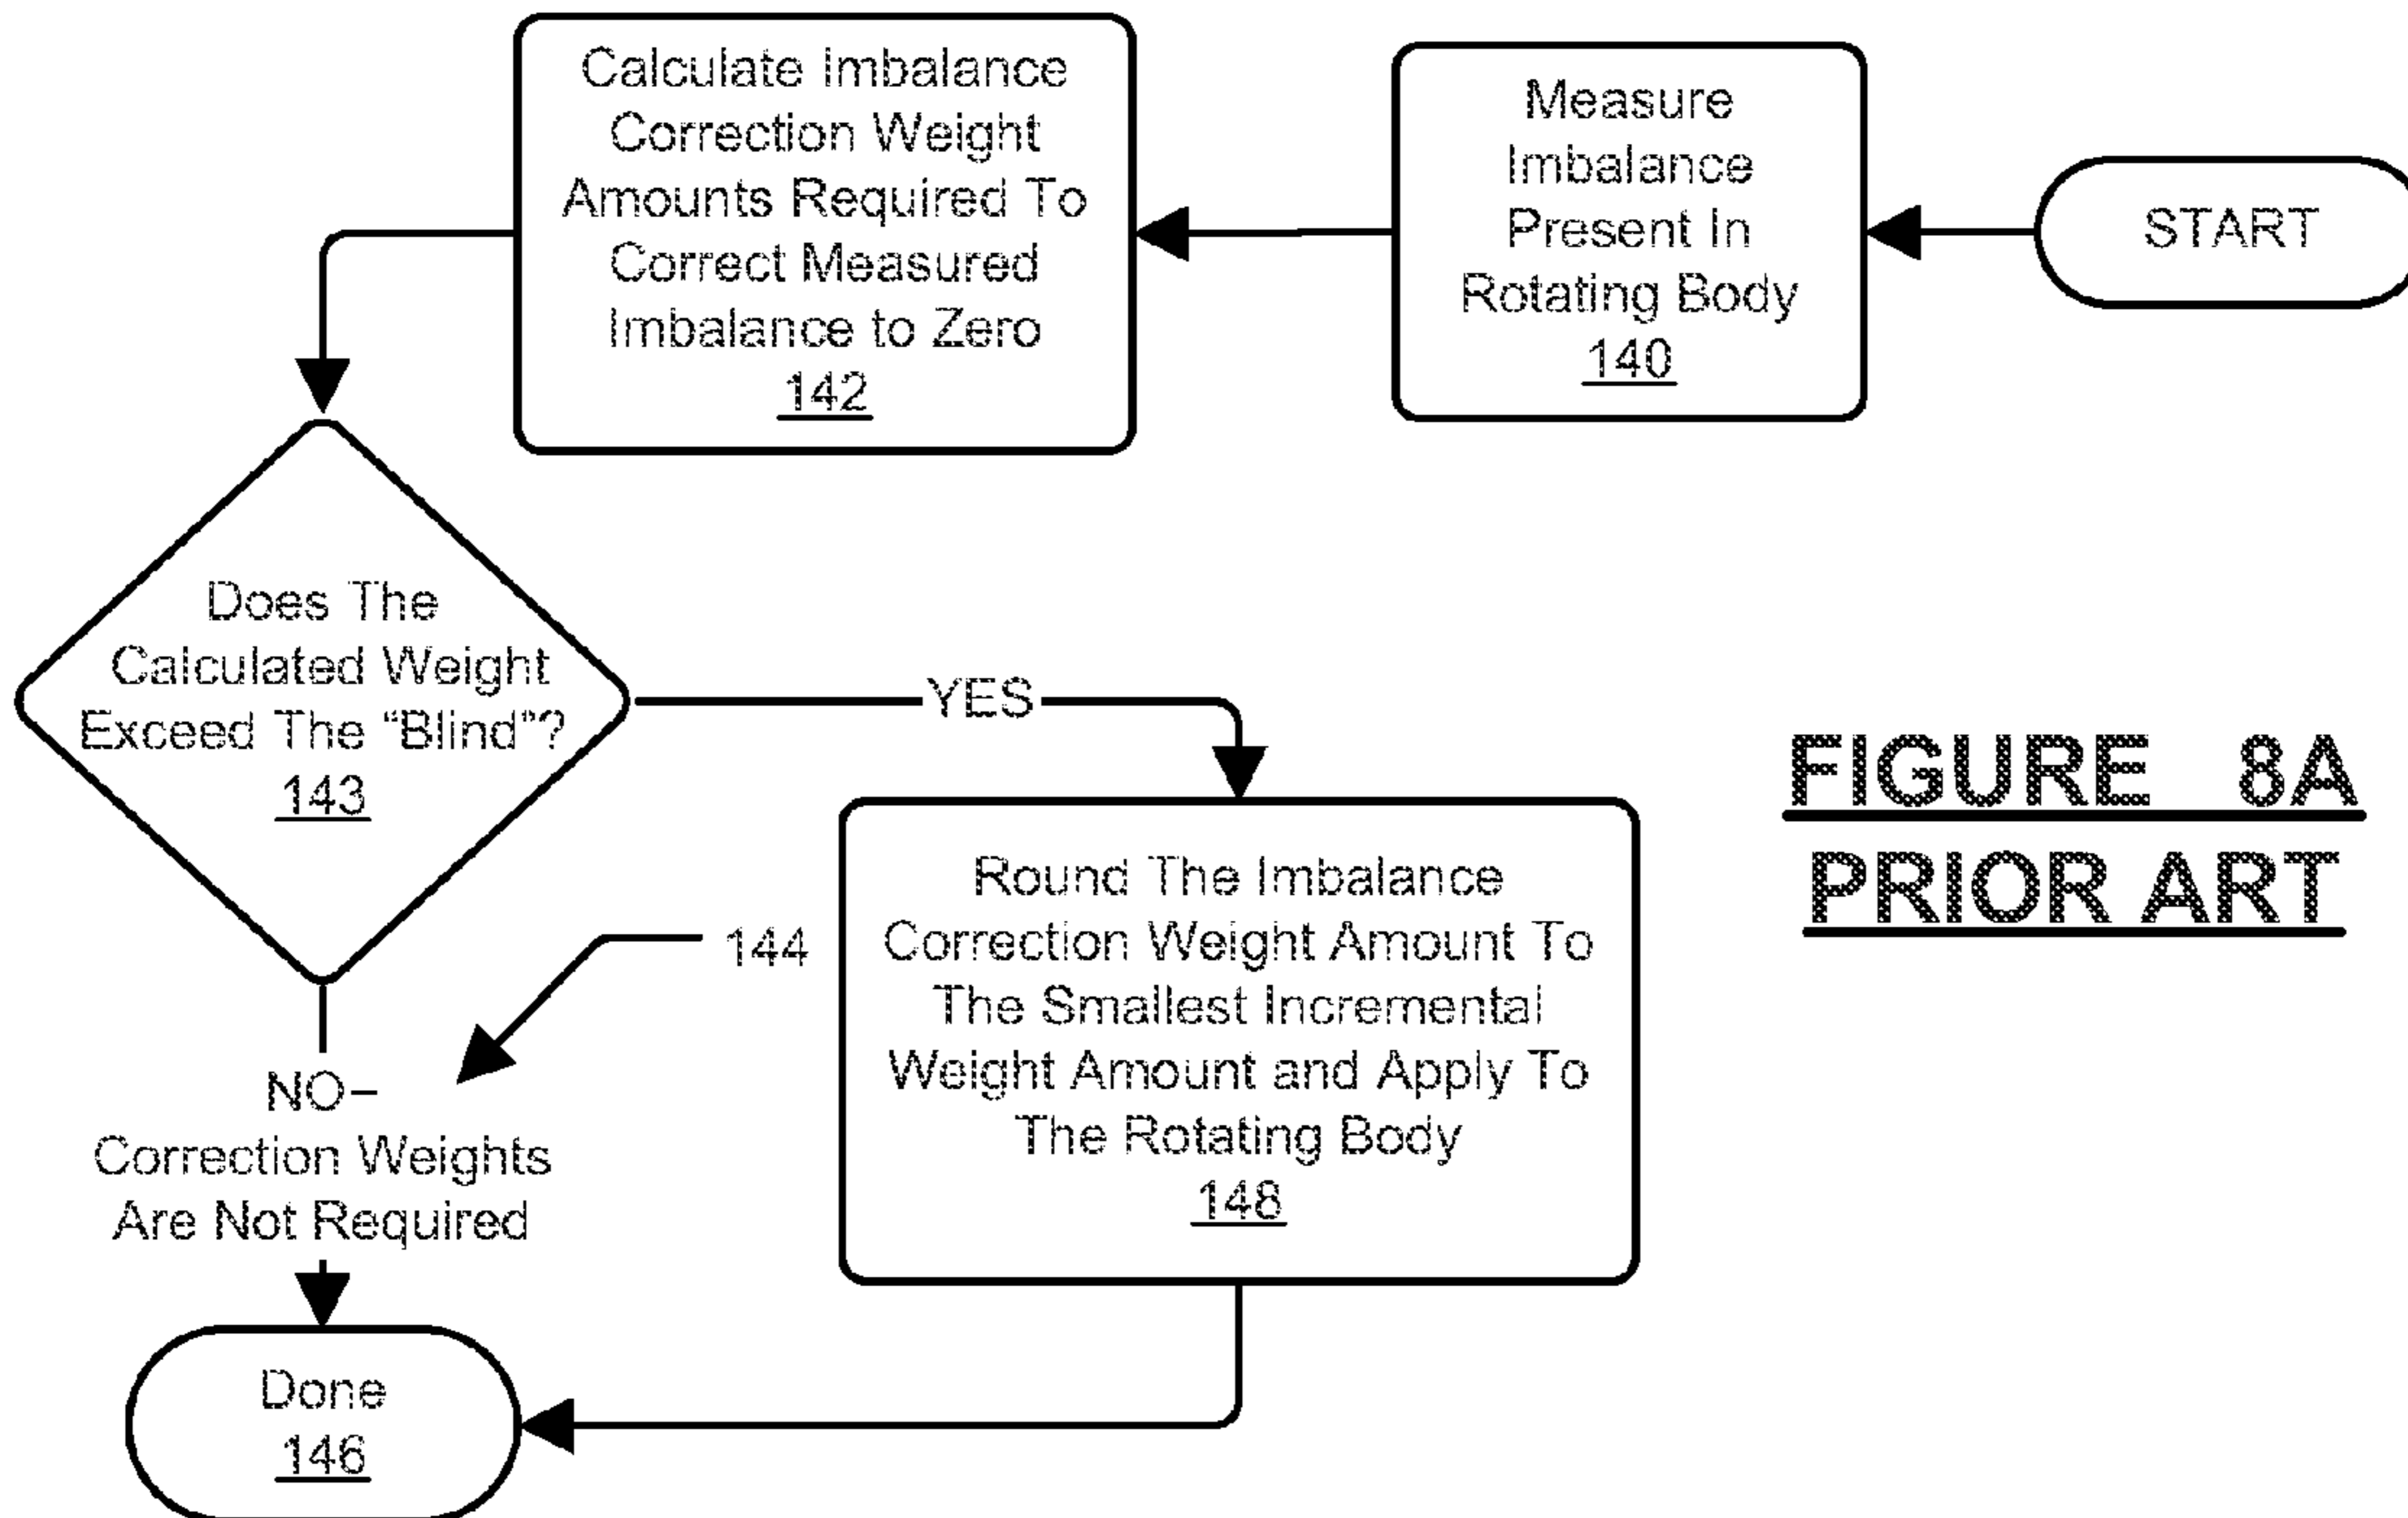 START
Measure
Imbalance
Present In
Rotating Body
140
Calculate Imbalance
Correction Weight
Amounts Required To
Correct Measured
Imbalance to Zero
142
Does The
Calculated Weight
Exceed The “Blind”?
143
YES
Round The Imbalance
Correction Weight Amount To
The Smallest Incremental
Weight Amount and Apply To
The Rotating Body
148
144
NO–
Correction Weights
Are Not Required
Done
146
FIGURE 8A
PRIOR ART